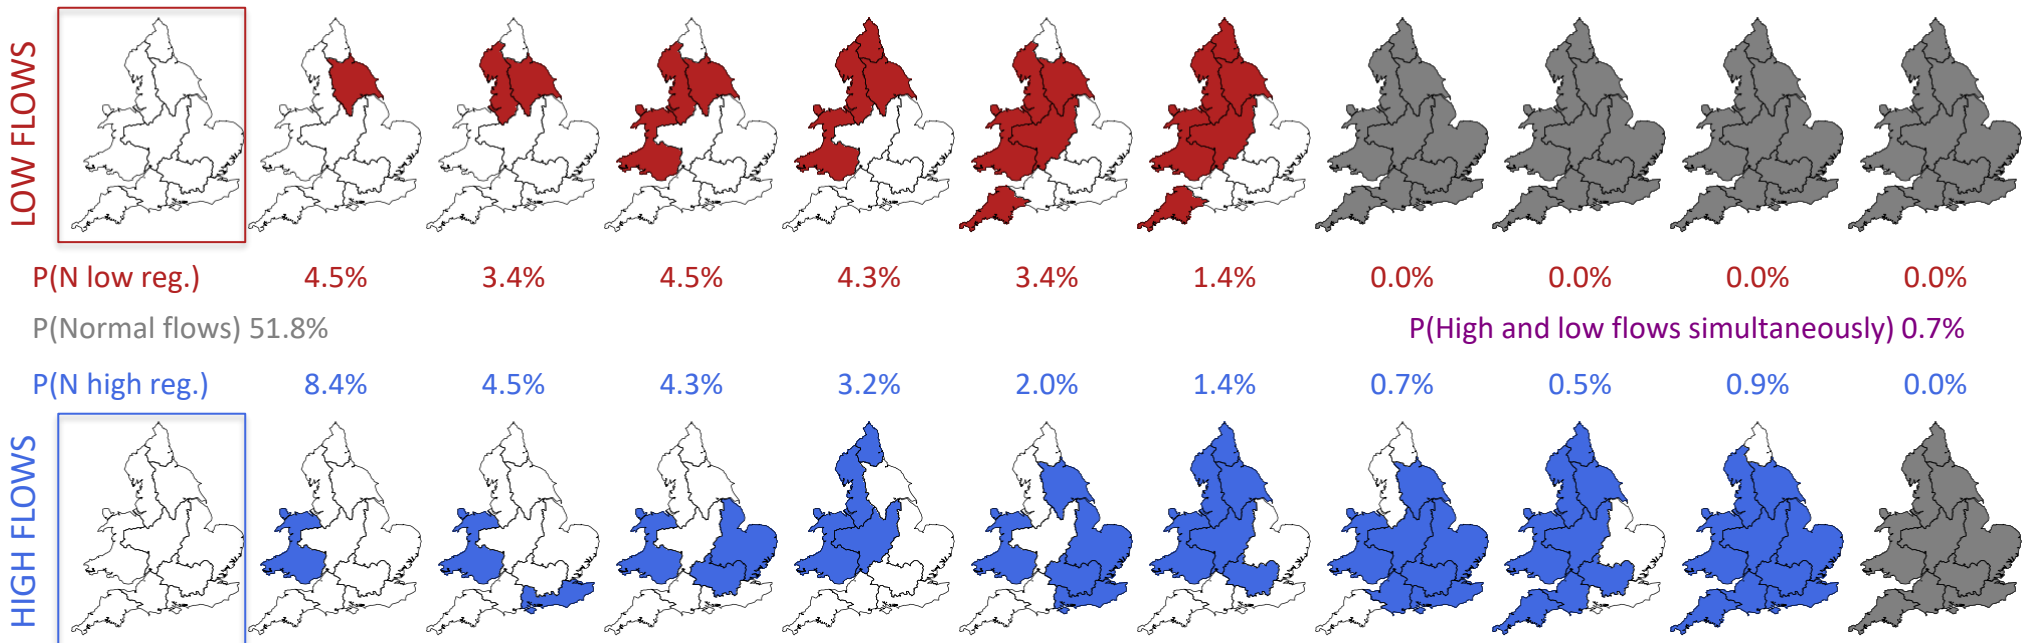 LOW FLOWS
P(N low reg.) 4.5% 3.4% 4.5% 4.3% 3.4% 1.4% 0.0% 0.0% 0.0% 0.0%
P(Normal flows) 51.8% P(High and low flows simultaneously) 0.7%
P(N high reg.) 8.4% 4.5% 4.3% 3.2% 2.0% 1.4% 0.7% 0.5% 0.9% 0.0%
HIGH FLOWS